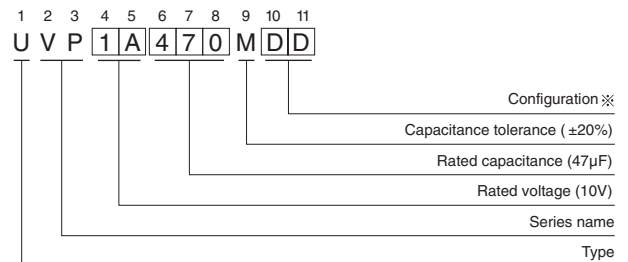 1 2 3 4 5 6 7 8 9 10 11
U V P 1 A 4 7 0 M D D
Configuration ※
Capacitance tolerance ( ±20%)
Rated capacitance (47µF)
Rated voltage (10V)
Series name
Type